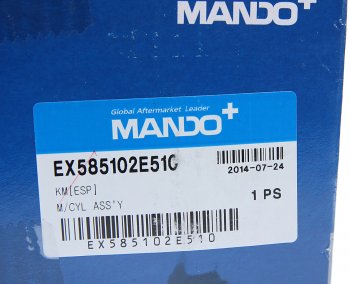 MANDO+
Global Aftermarket Leader
MANDO+
EX585102E510
2014-07-24
KM[ESP]
1 PS
M/CYL ASS'Y
EX585102E510